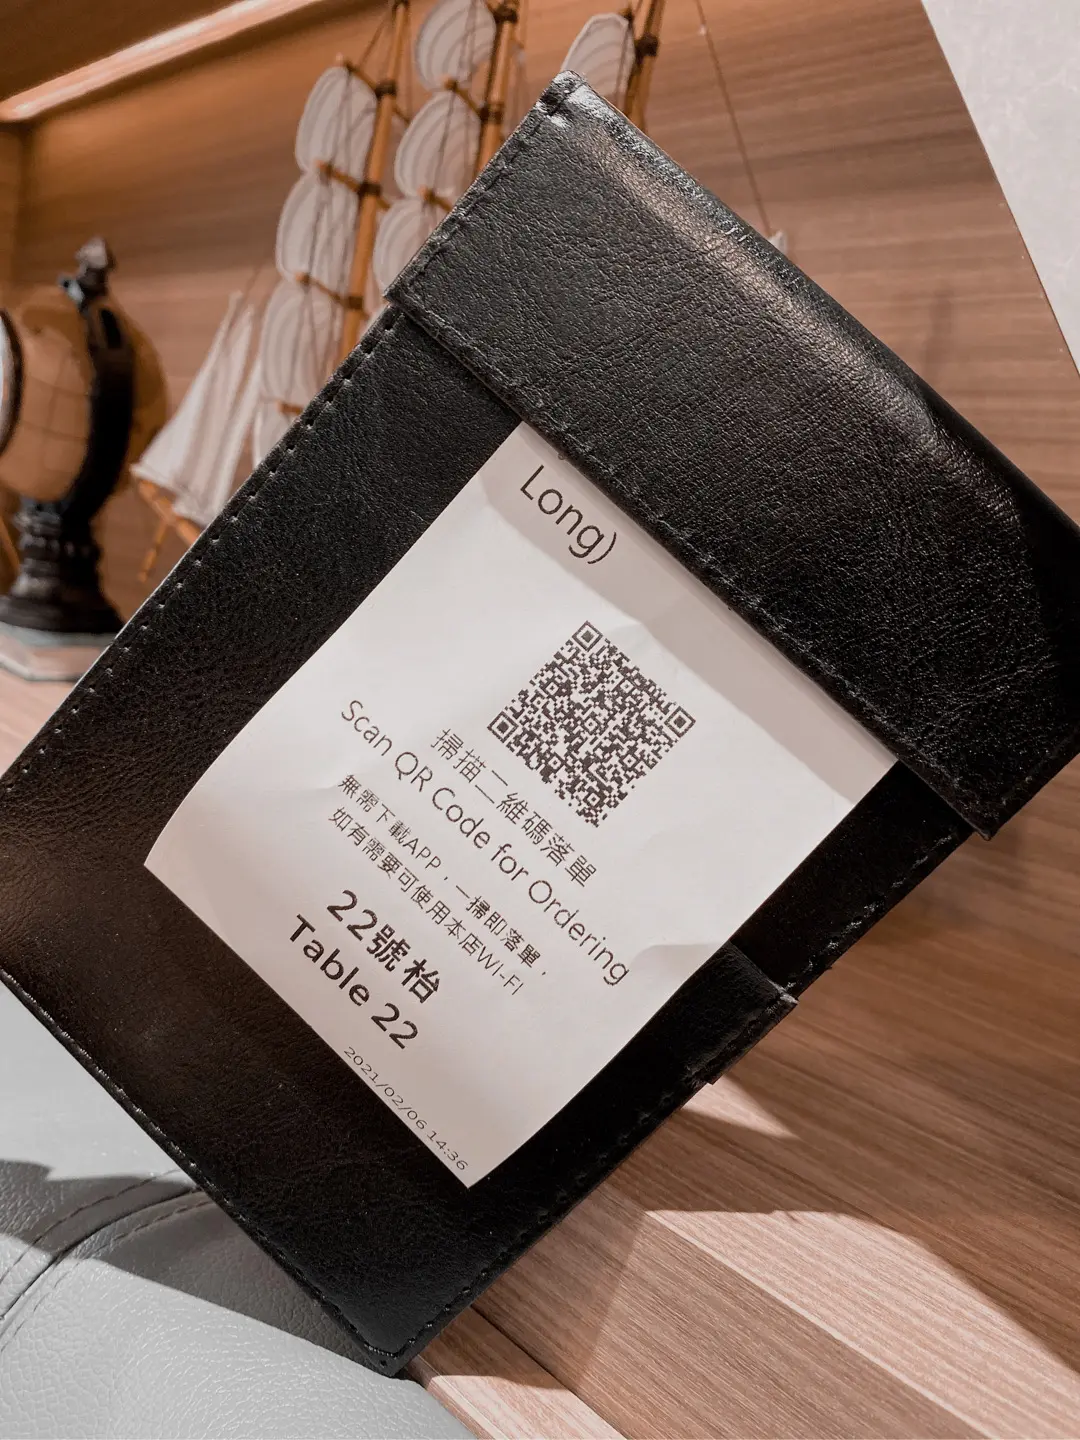 Long)
掃描二維碼落單
Scan QR Code for Ordering
無需下載APP，一掃即落單，
如有需要可使用本店WI-FI
22號枱
Table 22
2021/02/06 14:36